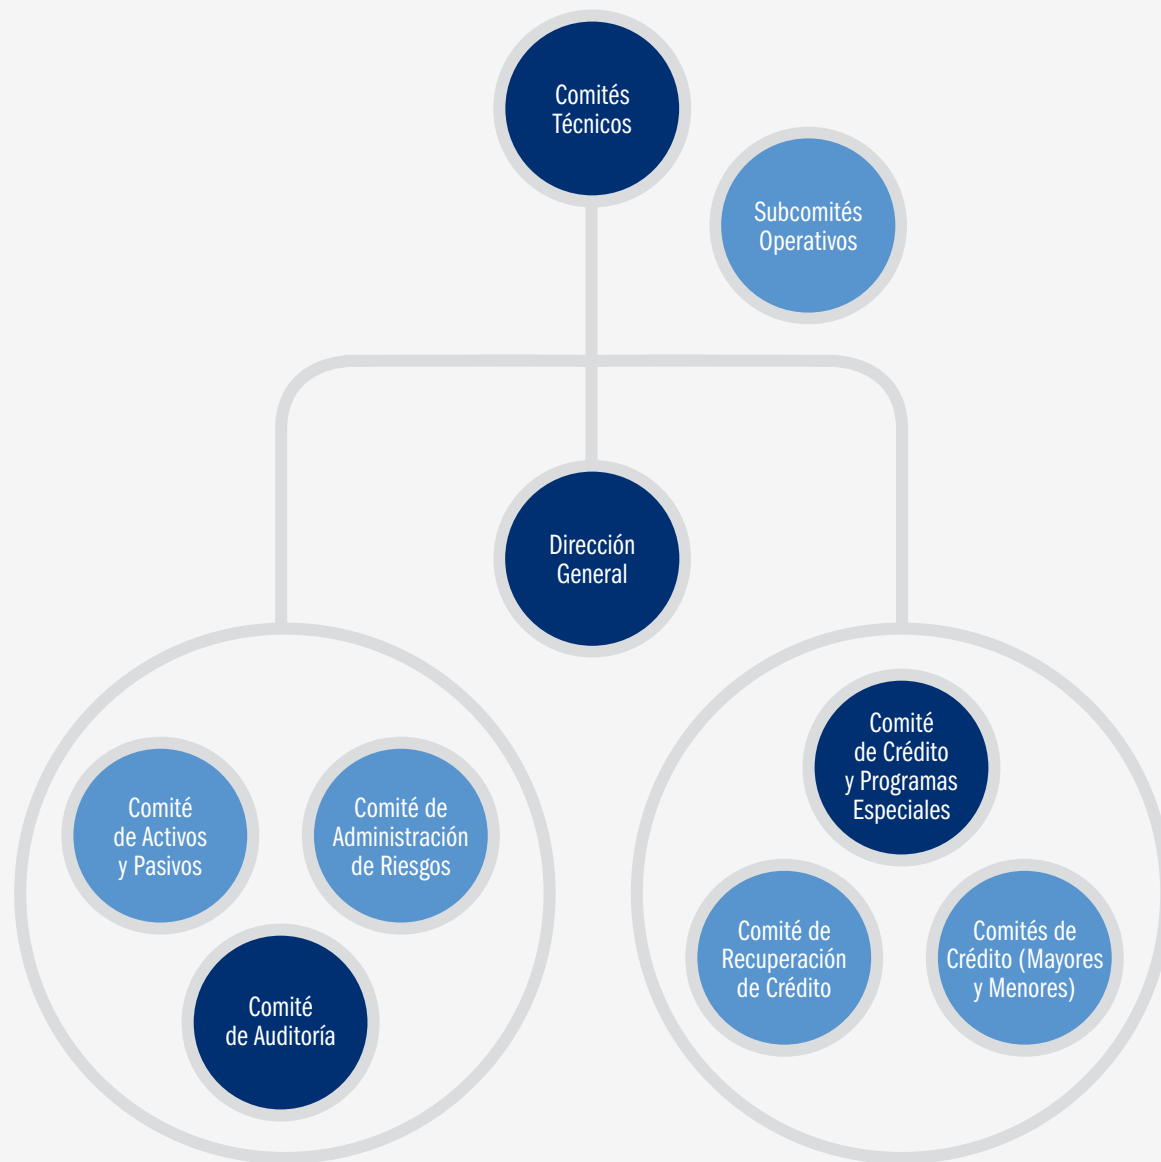 Comités
Técnicos
Subcomités
Operativos
Dirección
General
Comité
de Activos
y Pasivos
Comité de
Administración
de Riesgos
Comité
de Auditoría
Comité
de Crédito
y Programas
Especiales
Comité de
Recuperación
de Crédito
Comités de
Crédito (Mayores
y Menores)